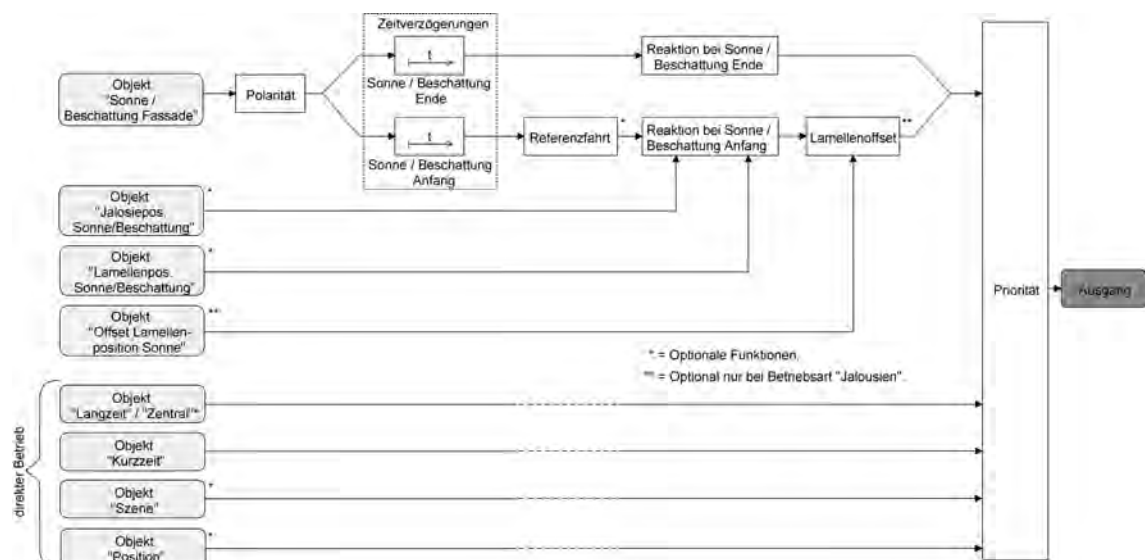 Zeitverzögerungen
t
Sonne / Beschattung
Ende
Reaktion bei Sonne /
Beschattung Ende
Objekt
"Sonne /
Beschattung Fassade"
Polarität
t
Sonne / Beschattung
Anfang
Referenzfahrt
*
Reaktion bei Sonne /
Beschattung Anfang
Lamellenoffset
**
Objekt
"Jalosiepos.
Sonne/Beschattung"
*
Objekt
"Lamellenpos.
Sonne/Beschattung"
*
Objekt
"Offset Lamellen-
position Sonne"
**
Priorität
Ausgang
* = Optionale Funktionen.
** = Optional nur bei Betriebsart "Jalousien".
direkter Betrieb
Objekt
"Langzeit" / "Zentral"*
Objekt
"Kurzzeit"
Objekt
"Szene"
*
Objekt
"Position"
*